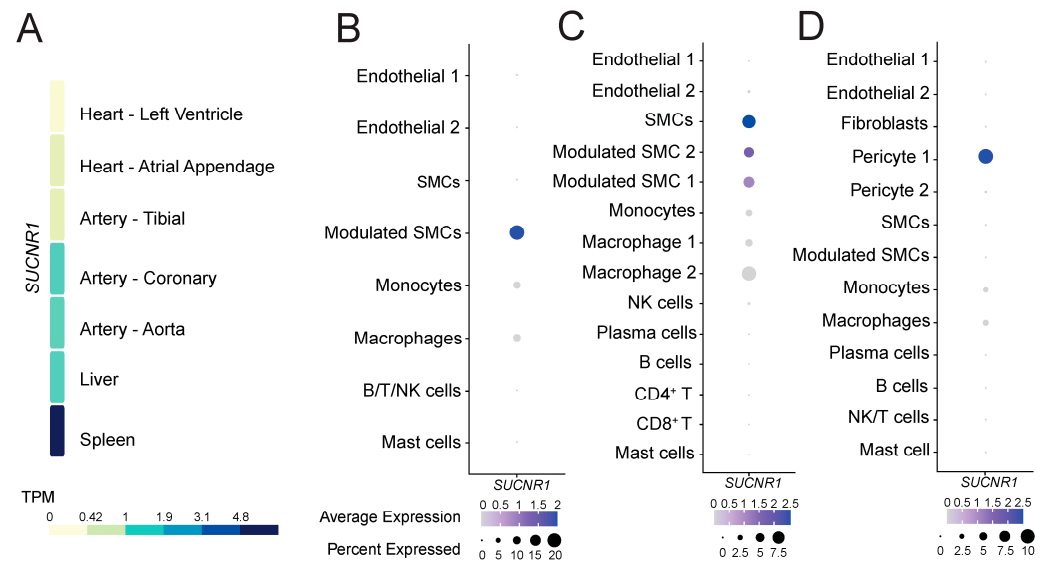 A
SUCNR1
Heart - Left Ventricle
Heart - Atrial Appendage
Artery - Tibial
Artery - Coronary
Artery - Aorta
Liver
Spleen
TPM
0 0.42 1 1.9 3.1 4.8
B
Endothelial 1
Endothelial 2
SMCs
Modulated SMCs
Monocytes
Macrophages
B/T/NK cells
Mast cells
SUCNR1
0 0.5 1 1.5 2
Average Expression
Percent Expressed
0 5 10 15 20
C
Endothelial 1
Endothelial 2
SMCs
Modulated SMC 2
Modulated SMC 1
Monocytes
Macrophage 1
Macrophage 2
NK cells
Plasma cells
B cells
CD4+ T
CD8+ T
Mast cells
SUCNR1
0 0.5 1 1.5 2 2.5
0 2.5 5 7.5
D
Endothelial 1
Endothelial 2
Fibroblasts
Pericyte 1
Pericyte 2
SMCs
Modulated SMCs
Monocytes
Macrophages
Plasma cells
B cells
NK/T cells
Mast cell
SUCNR1
0 0.5 1 1.5 2 2.5
0 2.5 5 7.5 10